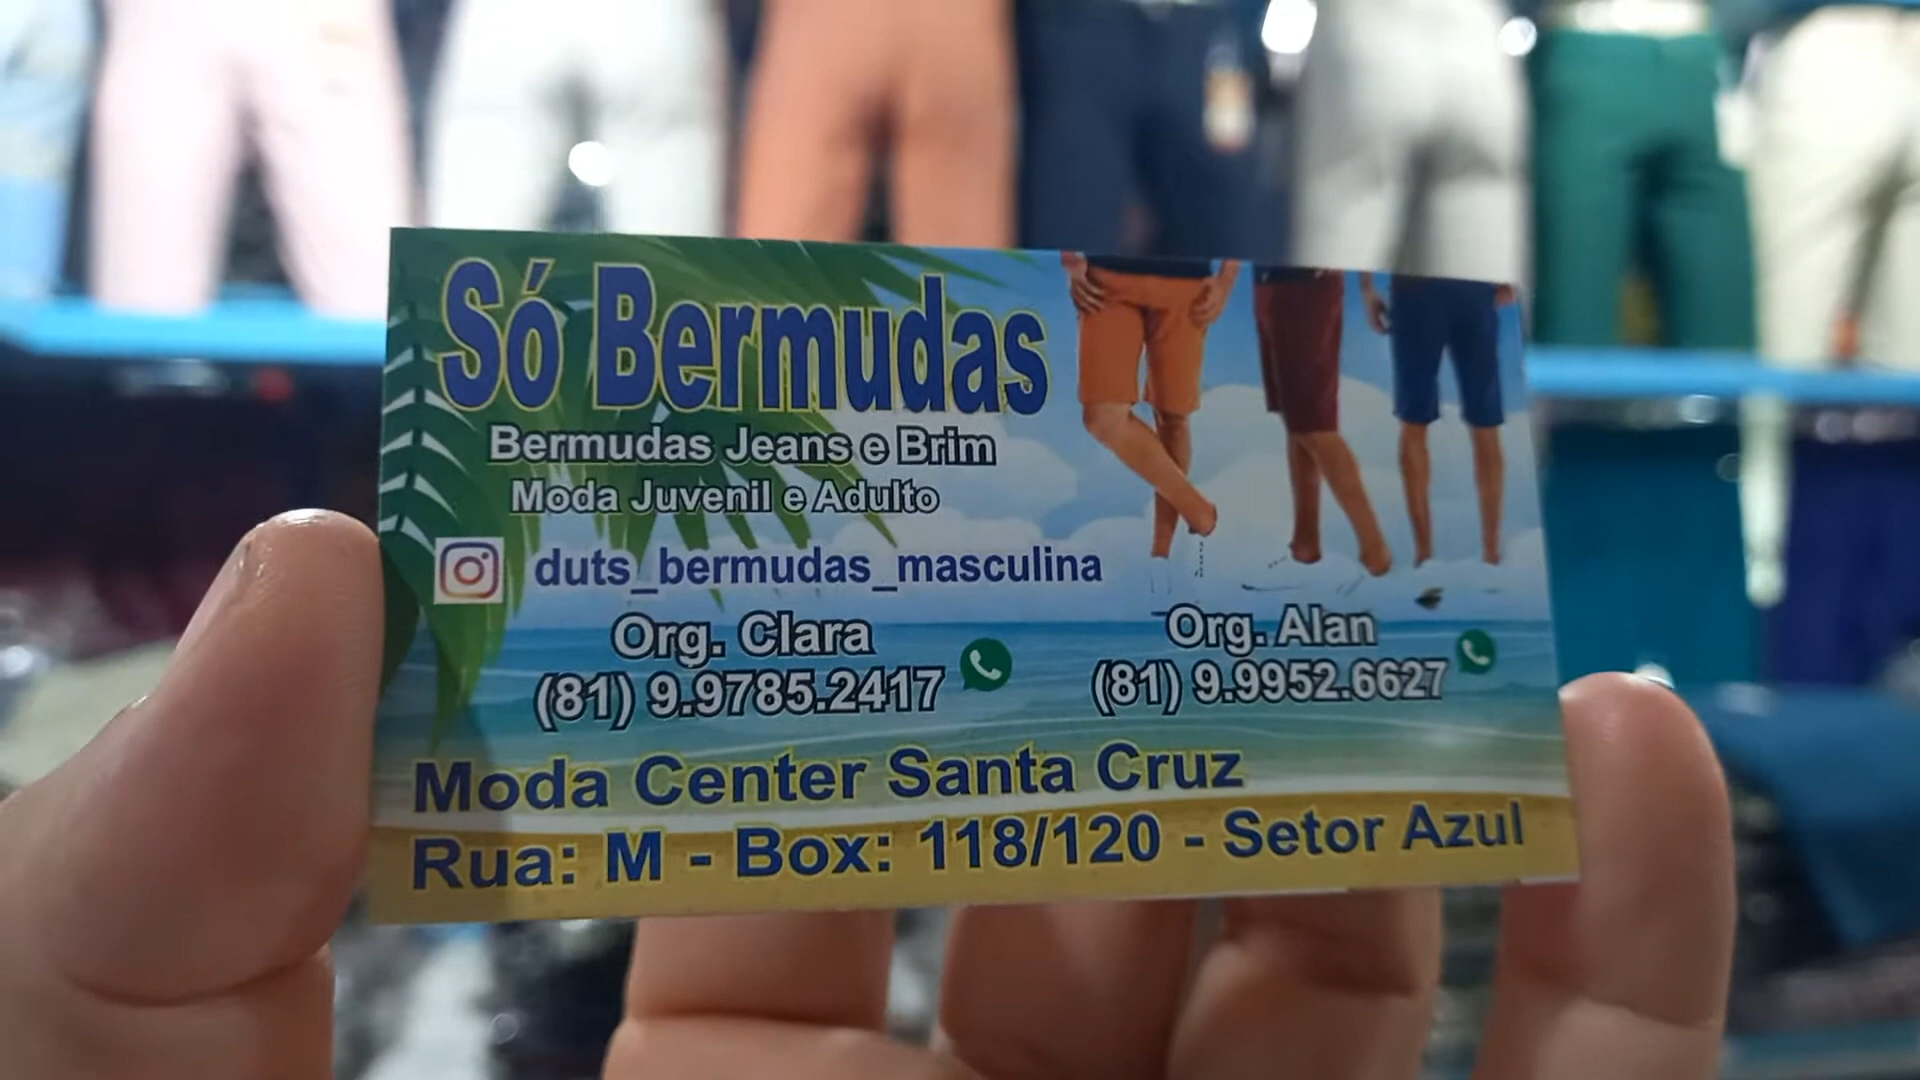 Só Bermudas
Bermudas Jeans e Brim
Moda Juvenil e Adulto
duts_bermudas_masculina
Org. Clara
(81) 9.9785.2417
Org. Alan
(81) 9.9952.6627
Moda Center Santa Cruz
Rua: M - Box: 118/120 - Setor Azul